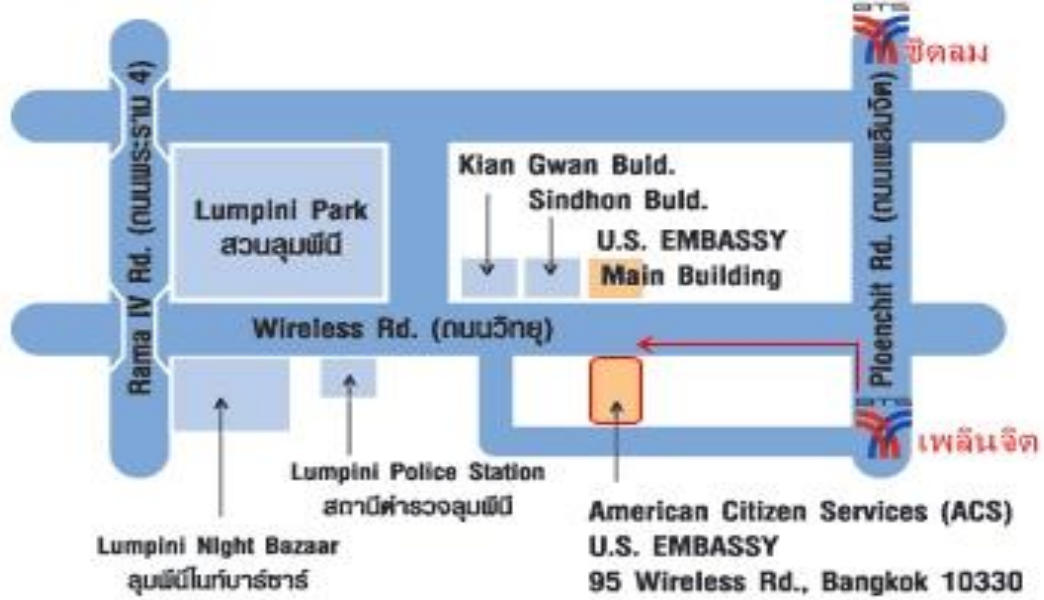 BTS
ชิดลม
Rama IV Rd. (ถนนพระราม 4)
Ploenchit Rd. (ถนนเพลินจิต)
Kian Gwan Buld.
Sindhon Buld.
Lumpini Park
สวนลุมพินี
U.S. EMBASSY
Main Building
Wireless Rd. (ถนนวิทยุ)
BTS
เพลินจิต
Lumpini Police Station
สถานีตำรวจลุมพินี
American Citizen Services (ACS)
U.S. EMBASSY
95 Wireless Rd., Bangkok 10330
Lumpini Night Bazaar
ลุมพินีไนท์บาร์ซาร์